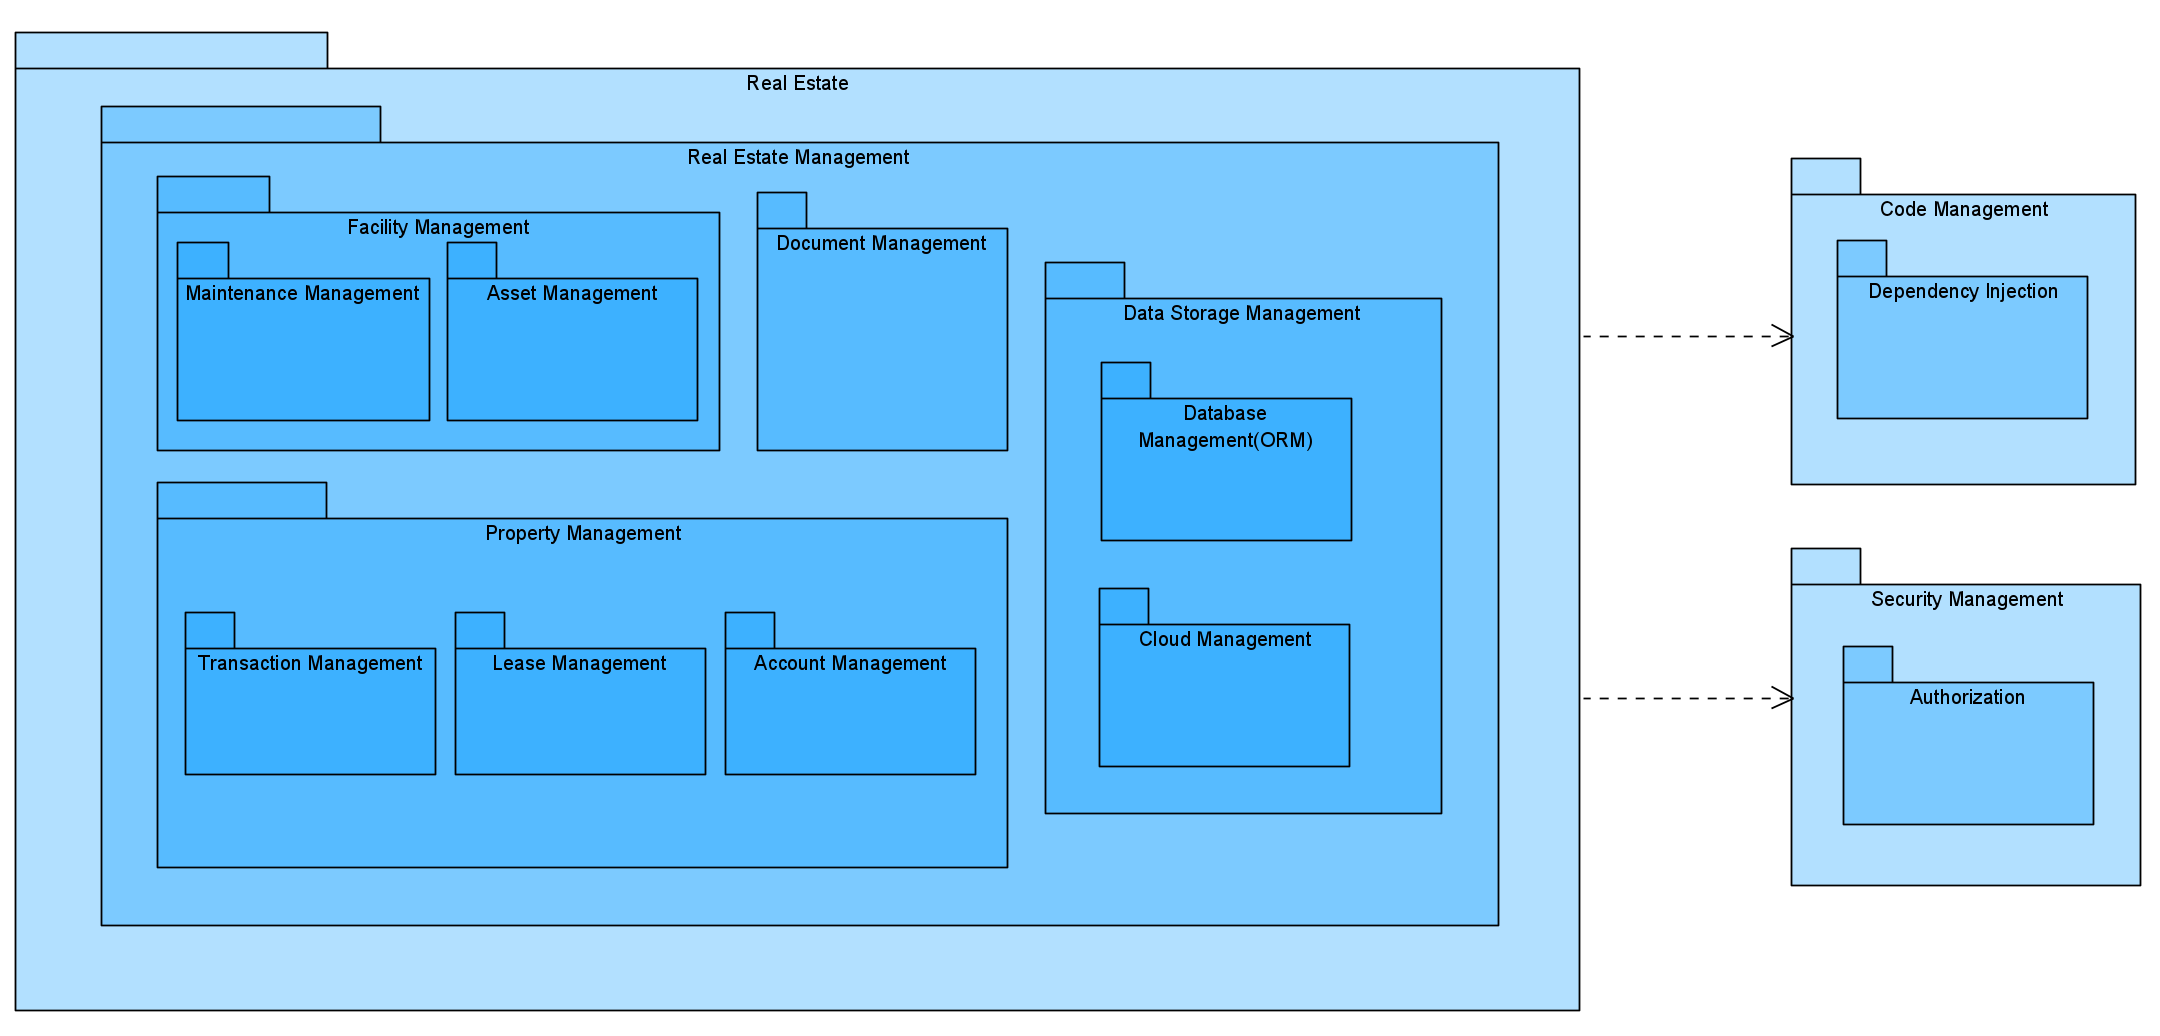 Real Estate
Real Estate Management
Facility Management
Maintenance Management
Asset Management
Document Management
Data Storage Management
Database
Management(ORM)
Cloud Management
Property Management
Transaction Management
Lease Management
Account Management
Code Management
Dependency Injection
Security Management
Authorization